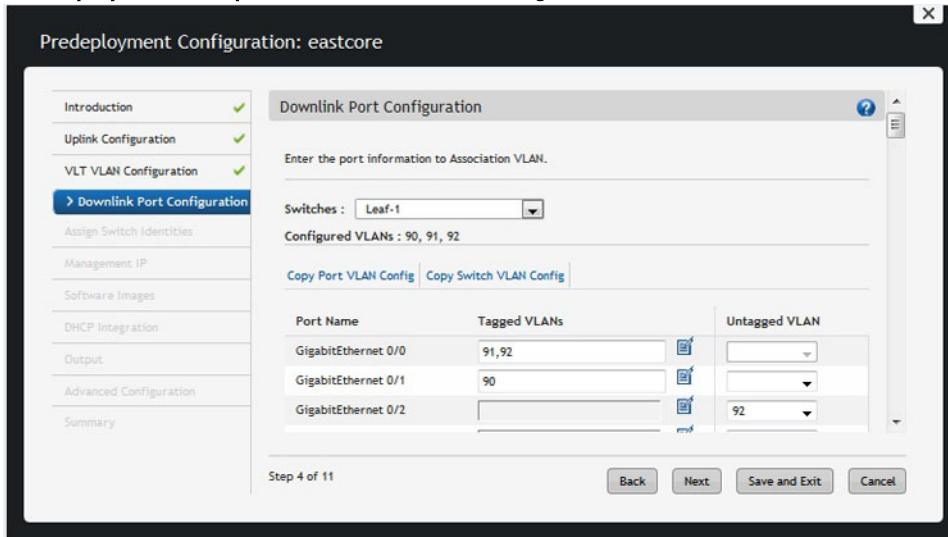 Predeployment Configuration: eastcore
Introduction
Uplink Configuration
VLT VLAN Configuration
> Downlink Port Configuration
Assign Switch Identities
Management IP
Software Images
DHCP Integration
Output
Advanced Configuration
Summary
Downlink Port Configuration
Enter the port information to Association VLAN.
Switches : Leaf-1
Configured VLANs : 90, 91, 92
Copy Port VLAN Config Copy Switch VLAN Config
Port Name Tagged VLANs Untagged VLAN
GigabitEthernet 0/0 91,92
GigabitEthernet 0/1 90
GigabitEthernet 0/2 92
Step 4 of 11
Back Next Save and Exit Cancel